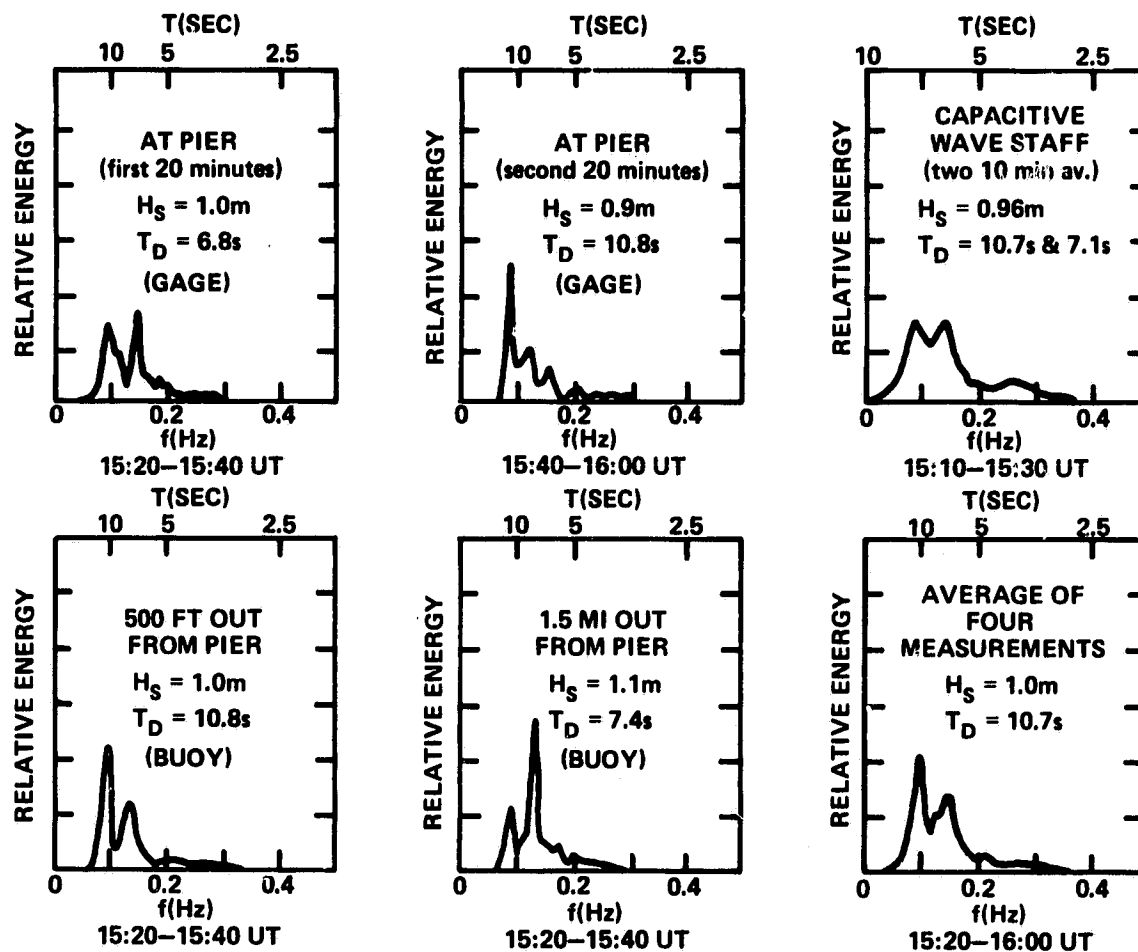 T(SEC)
10 5 2.5
RELATIVE ENERGY
AT PIER
(first 20 minutes)
H_S = 1.0m
T_D = 6.8s
(GAGE)
0 0.2 0.4
f(Hz)
15:20–15:40 UT
T(SEC)
10 5 2.5
RELATIVE ENERGY
AT PIER
(second 20 minutes)
H_S = 0.9m
T_D = 10.8s
(GAGE)
0 0.2 0.4
f(Hz)
15:40–16:00 UT
T(SEC)
10 5 2.5
RELATIVE ENERGY
CAPACITIVE
WAVE STAFF
(two 10 min av.)
H_S = 0.96m
T_D = 10.7s & 7.1s
0 0.2 0.4
f(Hz)
15:10–15:30 UT
T(SEC)
10 5 2.5
RELATIVE ENERGY
500 FT OUT
FROM PIER
H_S = 1.0m
T_D = 10.8s
(BUOY)
0 0.2 0.4
f(Hz)
15:20–15:40 UT
T(SEC)
10 5 2.5
RELATIVE ENERGY
1.5 MI OUT
FROM PIER
H_S = 1.1m
T_D = 7.4s
(BUOY)
0 0.2 0.4
f(Hz)
15:20–15:40 UT
T(SEC)
10 5 2.5
RELATIVE ENERGY
AVERAGE OF
FOUR
MEASUREMENTS
H_S = 1.0m
T_D = 10.7s
0 0.2 0.4
f(Hz)
15:20–16:00 UT